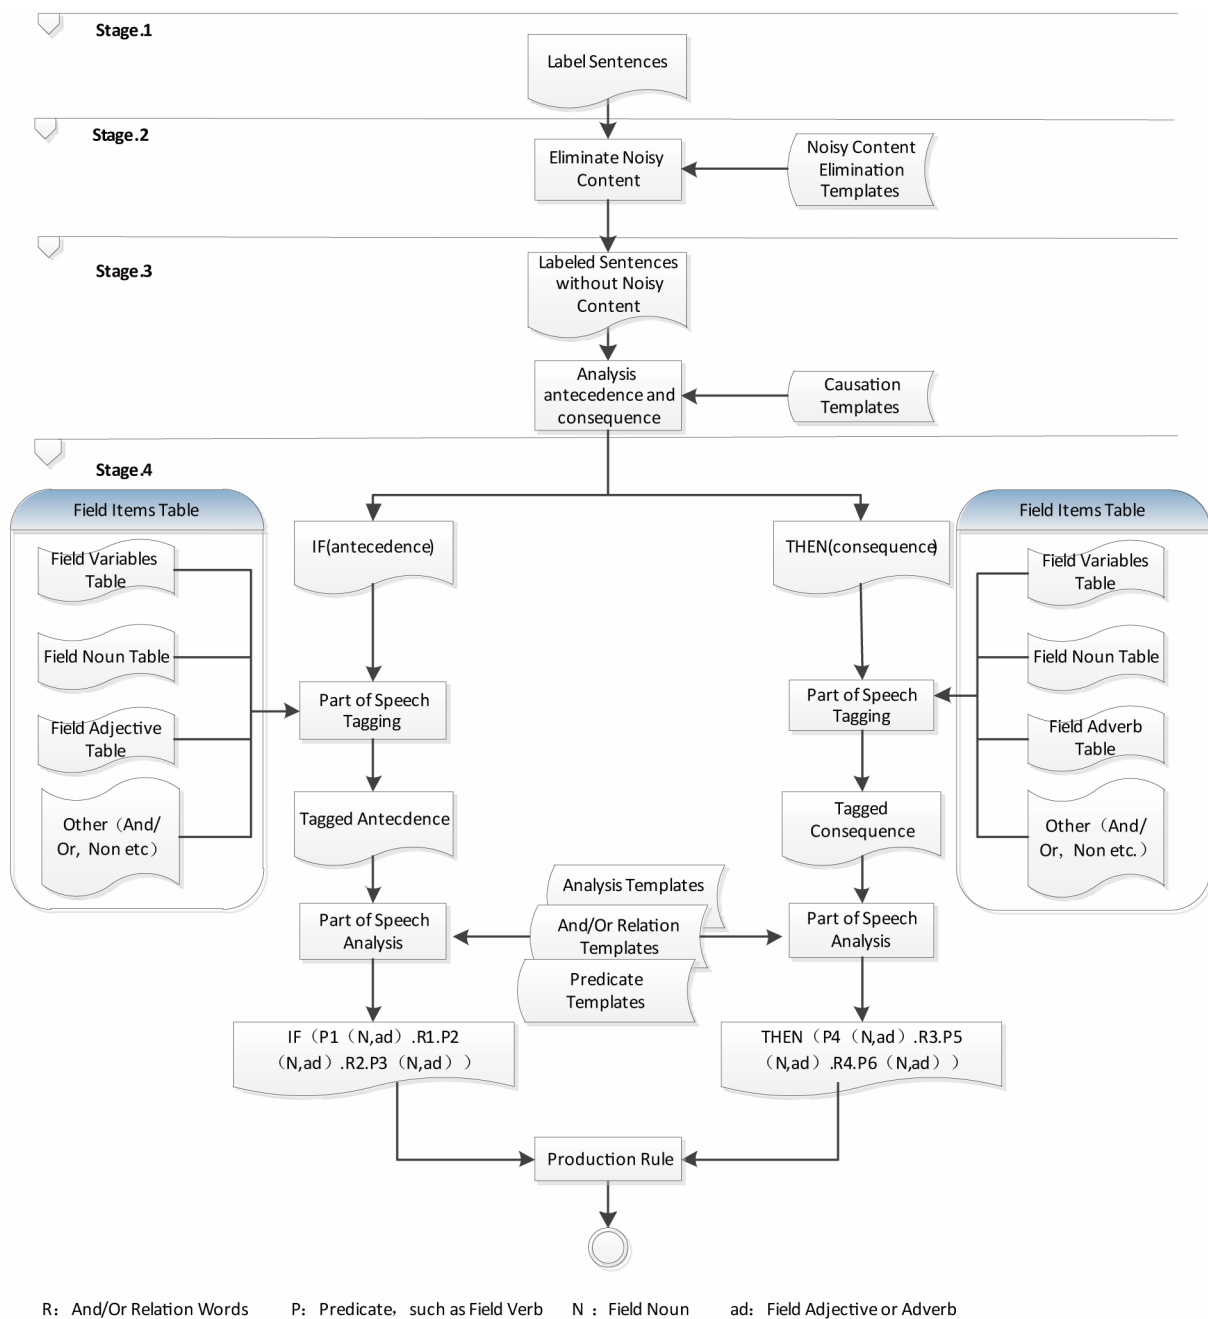 Stage.1
Label Sentences
Stage.2
Eliminate Noisy
Content
Noisy Content
Elimination
Templates
Stage.3
Labeled Sentences
without Noisy
Content
Analysis
antecedence and
consequence
Causation
Templates
Stage.4
Field Items Table
Field Variables
Table
Field Noun Table
Field Adjective
Table
Other（And/
Or, Non etc）
IF(antecedence)
THEN(consequence)
Field Items Table
Field Variables
Table
Field Noun Table
Field Adverb
Table
Other（And/
Or, Non etc.）
Part of Speech
Tagging
Part of Speech
Tagging
Tagged Antecdence
Tagged
Consequence
Analysis Templates
And/Or Relation
Templates
Predicate
Templates
Part of Speech
Analysis
Part of Speech
Analysis
IF（P1（N,ad）.R1.P2
（N,ad）.R2.P3（N,ad））
THEN（P4（N,ad）.R3.P5
（N,ad）.R4.P6（N,ad））
Production Rule
R：And/Or Relation Words P：Predicate，such as Field Verb N ：Field Noun ad：Field Adjective or Adverb